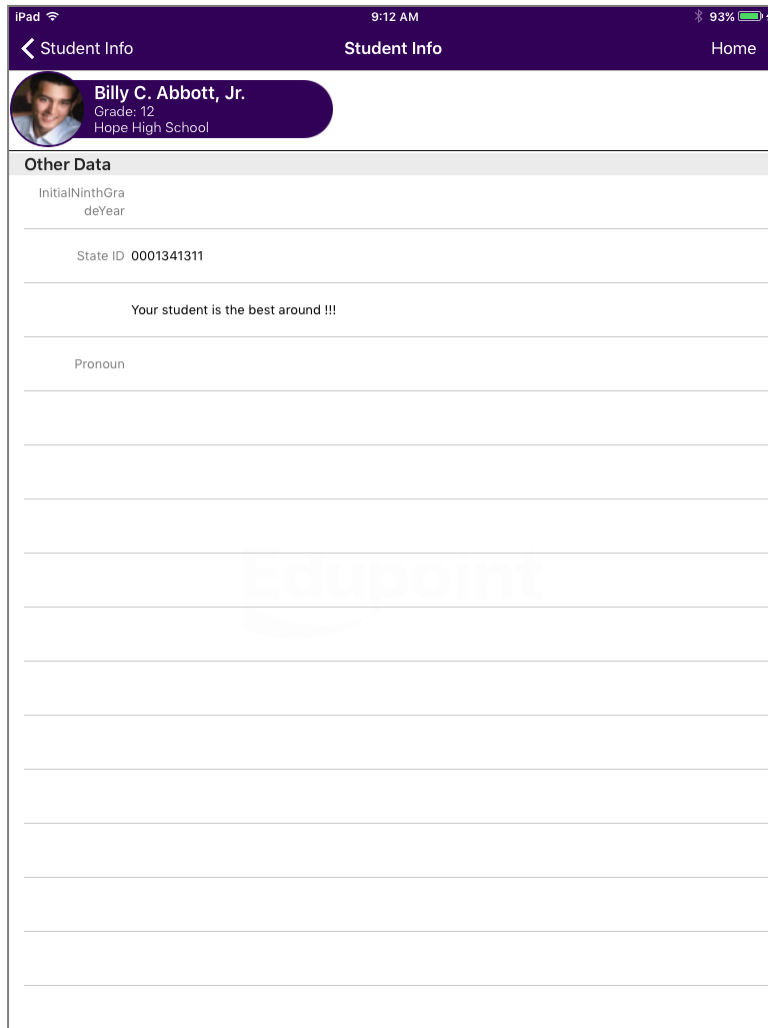 iPad 9:12 AM 93%
Student Info Student Info Home
Billy C. Abbott, Jr.
Grade: 12
Hope High School
Other Data
InitialNinthGra
deYear
State ID 0001341311
Your student is the best around !!!
Pronoun
Edupoint